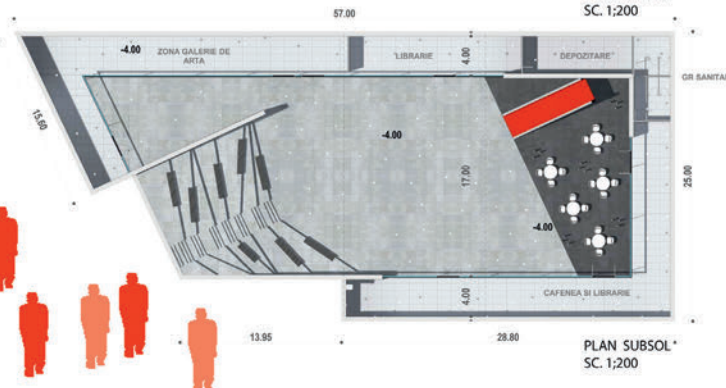 SC. 1;200
57.00
-4.00
ZONA GALERIE DE
ARTA
LIBRARIE
4.00
DEPOZITARE
GR SANITAR
15.60
-4.00
17.00
25.00
-4.00
4.00
CAFENEA SI LIBRARIE
13.95
28.80
PLAN SUBSOL
SC. 1;200